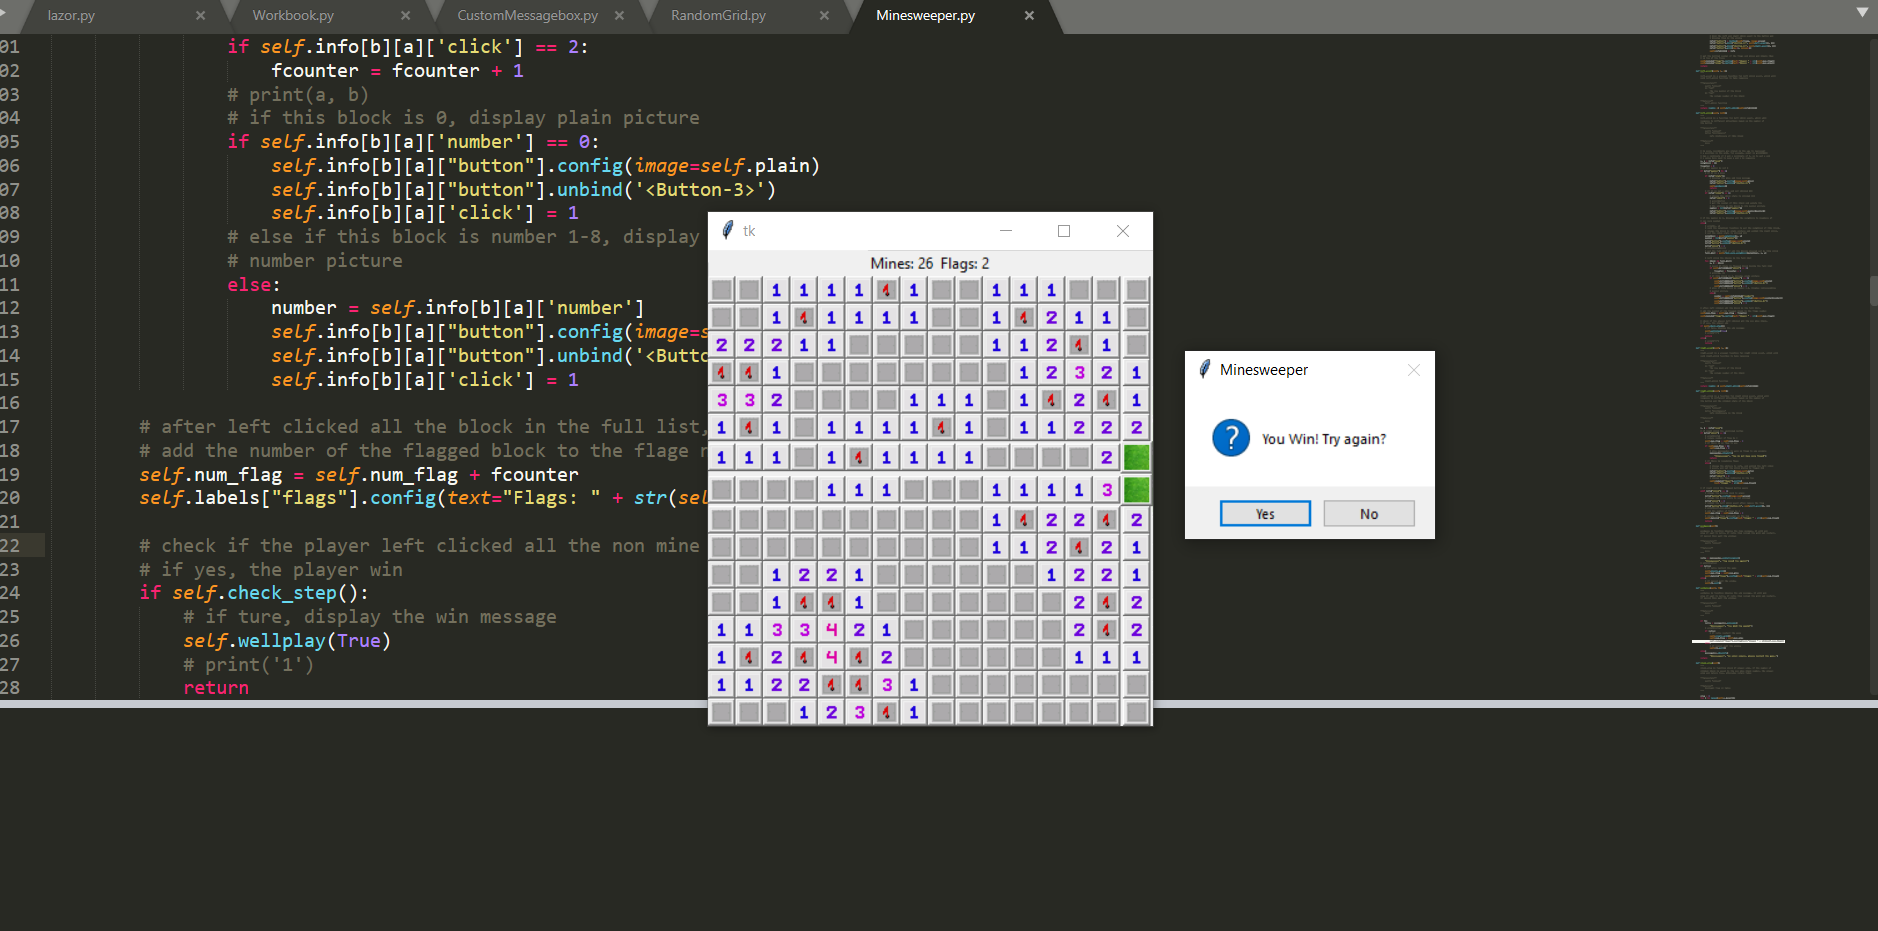 lazor.py Workbook.py CustomMessagebox.py RandomGrid.py Minesweeper.py
01 if self.info[b][a]['click'] == 2:
02 fcounter = fcounter + 1
03 # print(a, b)
04 # if this block is 0, display plain picture
05 if self.info[b][a]['number'] == 0:
06 self.info[b][a]["button"].config(image=self.plain)
07 self.info[b][a]["button"].unbind('<Button-3>')
08 self.info[b][a]['click'] = 1
09 # else if this block is number 1-8, display
10 # number picture
11 else:
12 number = self.info[b][a]['number']
13 self.info[b][a]["button"].config(image=s
14 self.info[b][a]["button"].unbind('<Butto
15 self.info[b][a]['click'] = 1
16
17 # after left clicked all the block in the full list,
18 # add the number of the flagged block to the flage
19 self.num_flag = self.num_flag + fcounter
20 self.labels["flags"].config(text="Flags: " + str(sel
21
22 # check if the player left clicked all the non mine
23 # if yes, the player win
24 if self.check_step():
25 # if ture, display the win message
26 self.wellplay(True)
27 # print('1')
28 return
tk
Mines: 26 Flags: 2
1 1 1 1 1 1 1 1
1 1 1 1 1 1 2 1 1
2 2 2 1 1 1 1 2 1
1 1 2 3 2 1
3 3 2 1 1 1 1 2 1
1 1 1 1 1 1 1 1 2 2 2
1 1 1 1 1 1 1 1 2
1 1 1 1 1 1 1 3
1 2 2 2
1 1 2 2 1
1 2 2 1 1 2 2 1
1 1 2 2
1 1 3 3 4 2 1 2 2
1 2 4 2 1 1 1
1 1 2 2 3 1
1 2 3 1
Minesweeper
You Win! Try again?
Yes No